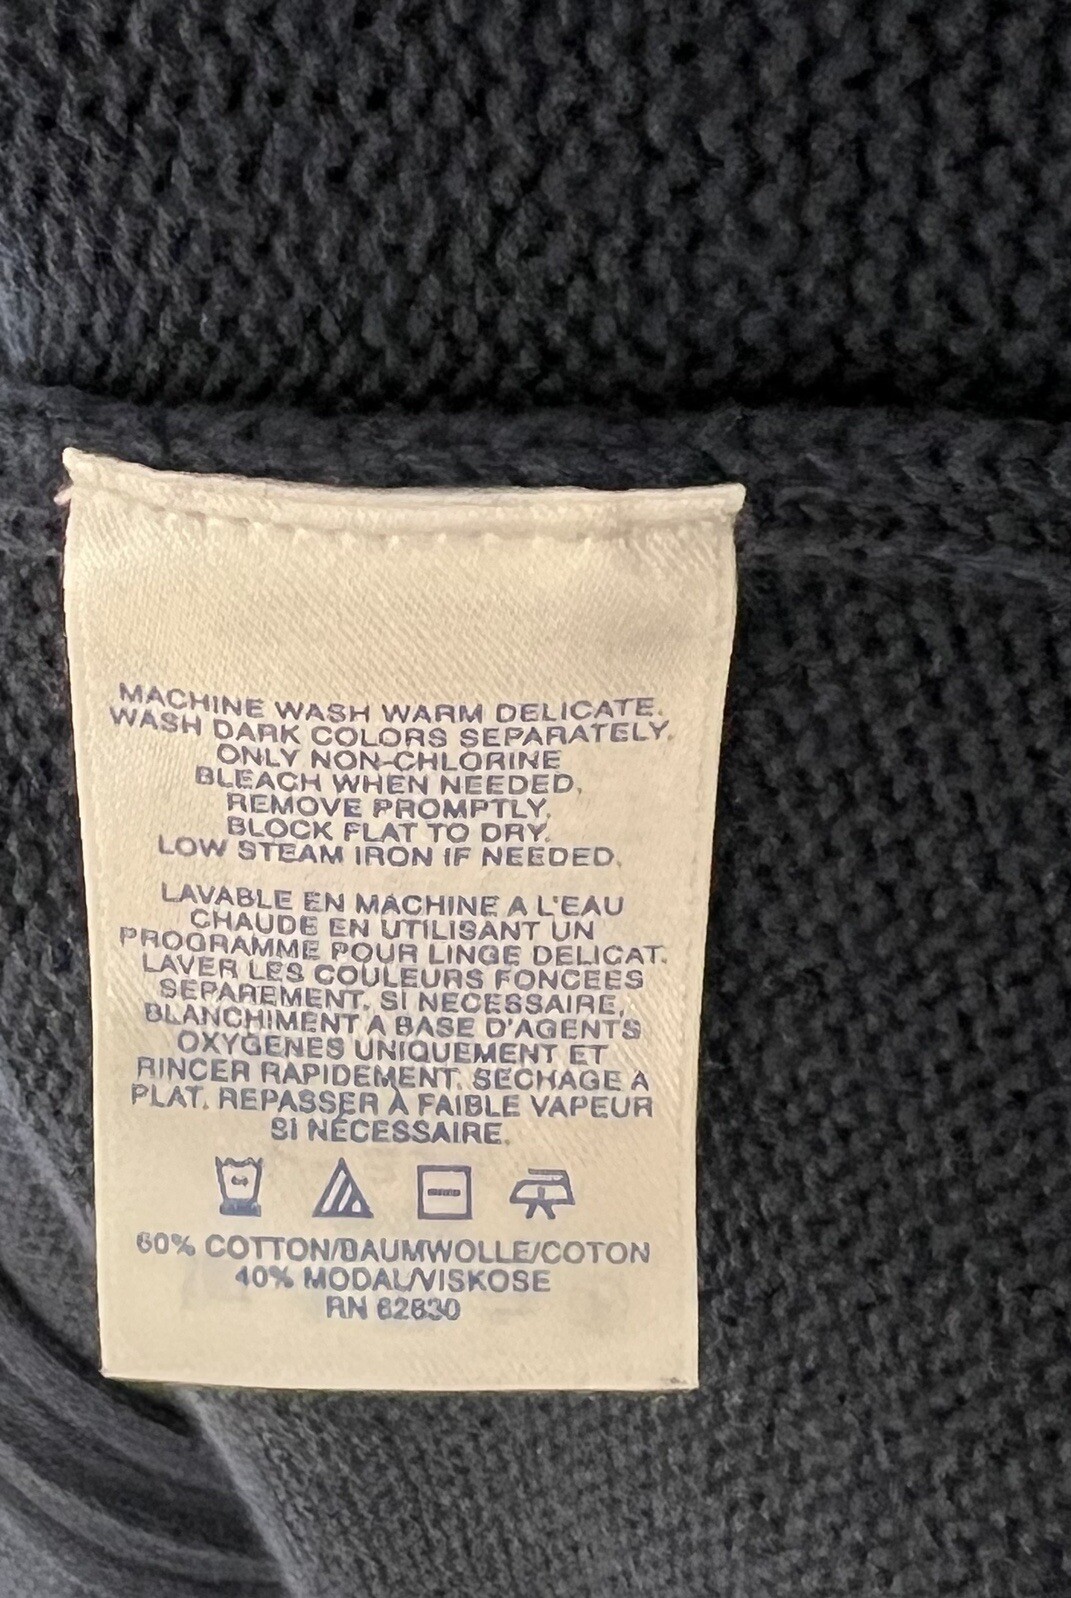 MACHINE WASH WARM DELICATE.
WASH DARK COLORS SEPARATELY.
ONLY NON-CHLORINE
BLEACH WHEN NEEDED,
REMOVE PROMPTLY.
BLOCK FLAT TO DRY.
LOW STEAM IRON IF NEEDED.
LAVABLE EN MACHINE A L'EAU
CHAUDE EN UTILISANT UN
PROGRAMME POUR LINGE DELICAT.
LAVER LES COULEURS FONCEES
SEPAREMENT. SI NECESSAIRE,
BLANCHIMENT A BASE D'AGENTS
OXYGENES UNIQUEMENT ET
RINCER RAPIDEMENT. SECHAGE A
PLAT. REPASSER À FAIBLE VAPEUR
SI NÉCESSAIRE.
60% COTTON/BAUMWOLLE/COTON
40% MODAL/VISKOSE
RN 62830